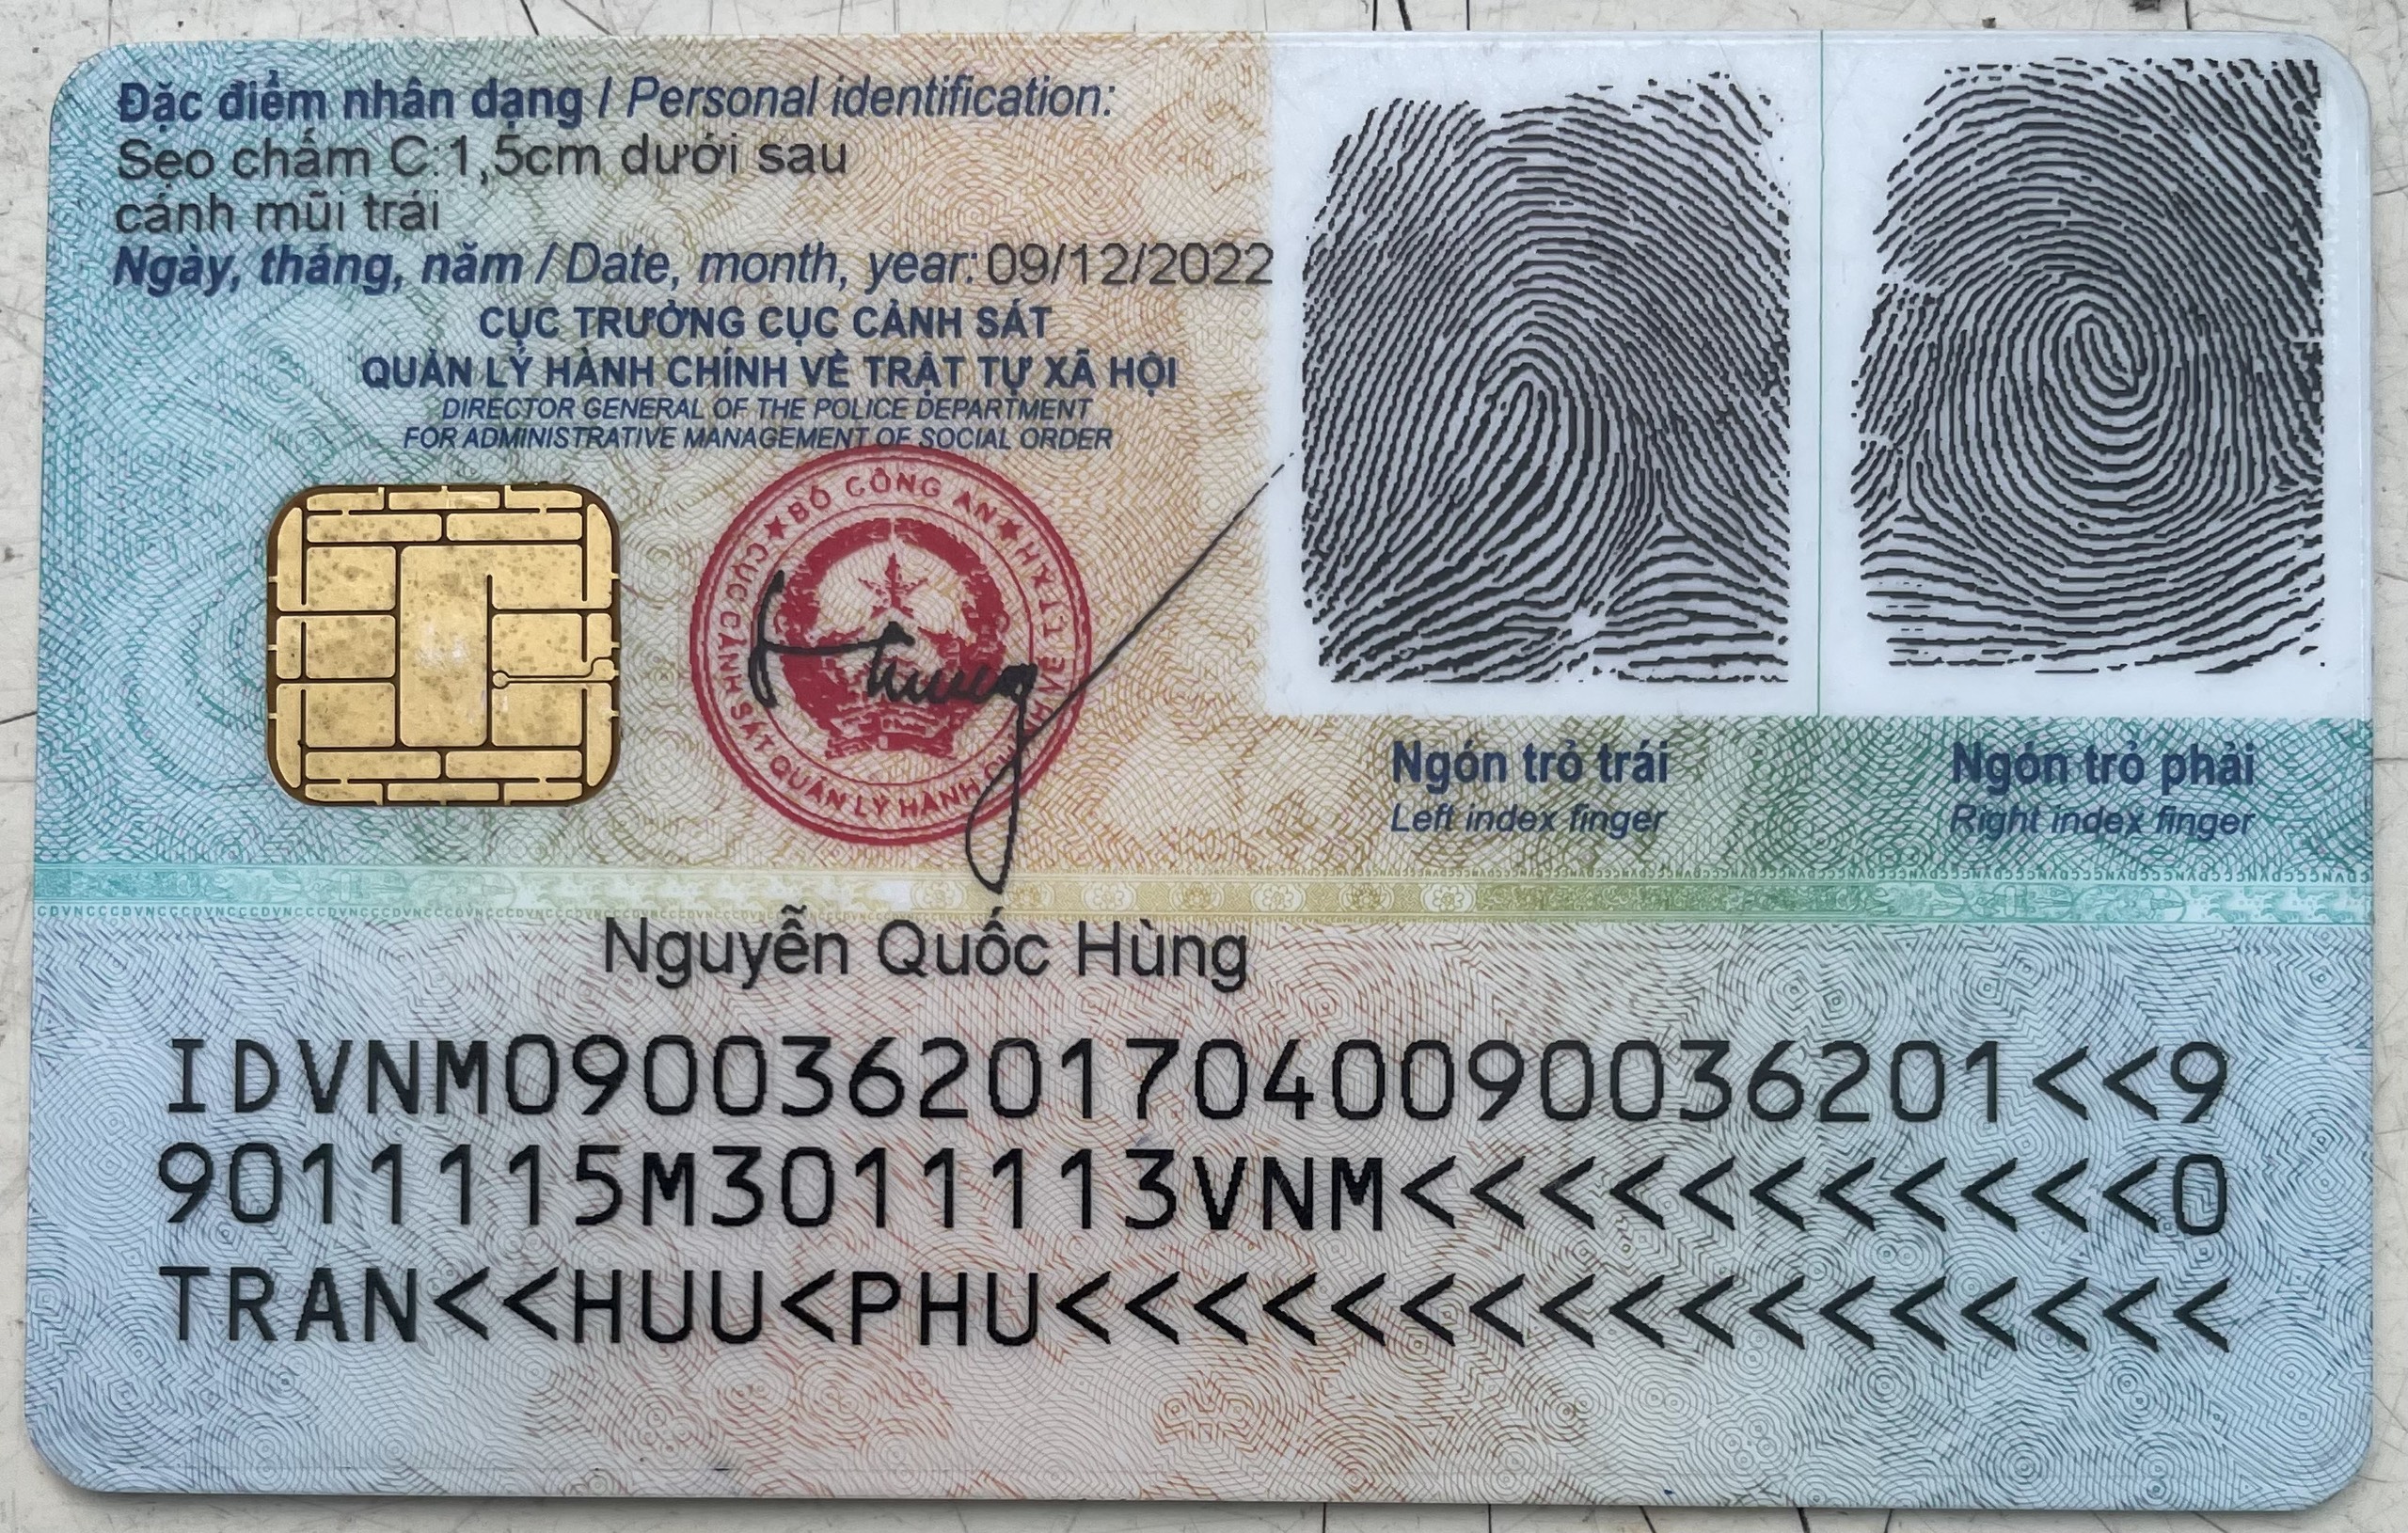 Đặc điểm nhân dạng / Personal identification:
Sẹo chấm C:1,5cm dưới sau
cánh mũi trái
Ngày, tháng, năm / Date, month, year: 09/12/2022
CỤC TRƯỞNG CỤC CẢNH SÁT
QUẢN LÝ HÀNH CHÍNH VỀ TRẬT TỰ XÃ HỘI
DIRECTOR GENERAL OF THE POLICE DEPARTMENT
FOR ADMINISTRATIVE MANAGEMENT OF SOCIAL ORDER
BỘ CÔNG AN
CỤC CẢNH SÁT QUẢN LÝ HÀNH CHÍNH VỀ TTXH
Ngón trỏ trái
Left index finger
Ngón trỏ phải
Right index finger
Nguyễn Quốc Hùng
IDVNM0900362017040090036201<<9
9011115M3011113VNM<<<<<<<<<<<0
TRAN<<HUU<PHU<<<<<<<<<<<<<<<<<